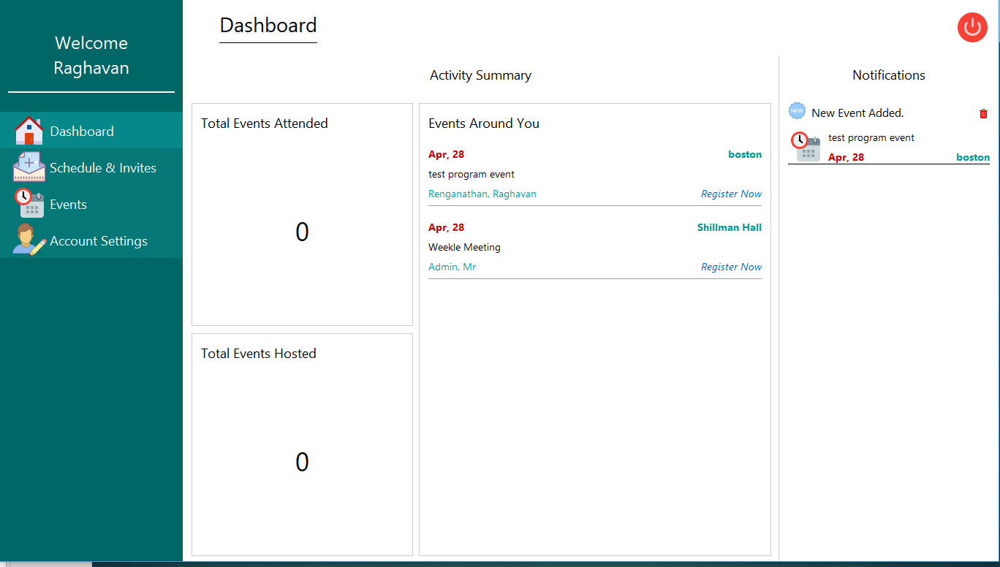 Welcome
Raghavan
Dashboard
Schedule & Invites
Events
Account Settings
Dashboard
Activity Summary
Total Events Attended
0
Total Events Hosted
0
Events Around You
Apr, 28 boston
test program event
Renganathan, Raghavan Register Now
Apr, 28 Shillman Hall
Weekle Meeting
Admin, Mr Register Now
Notifications
NEW New Event Added.
test program event
Apr, 28 boston